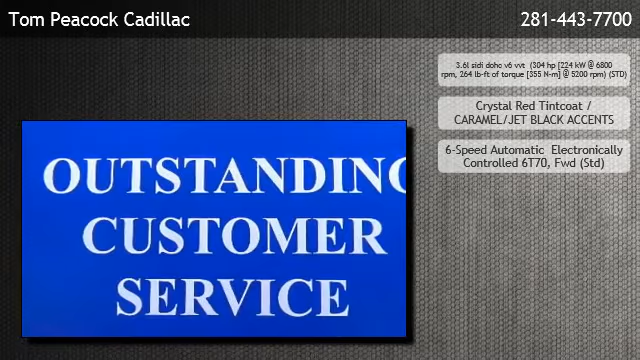 Tom Peacock Cadillac
281-443-7700
3.6l sidi dohc v6 vvt (304 hp [224 kW @ 6800
rpm, 264 lb-ft of torque [355 N-m] @ 5200 rpm) (STD)
Crystal Red Tintcoat /
CARAMEL/JET BLACK ACCENTS
6-Speed Automatic Electronically
Controlled 6T70, Fwd (Std)
OUTSTANDING
CUSTOMER
SERVICE